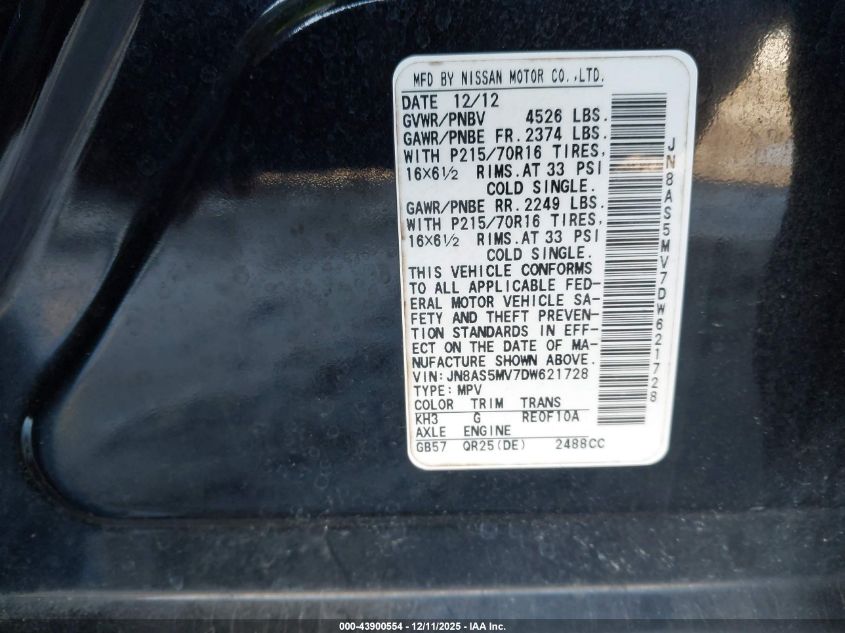 MFD BY NISSAN MOTOR CO.,LTD.
DATE 12/12
GVWR/PNBV 4526 LBS.
GAWR/PNBE FR. 2374 LBS.
WITH P215/70R16 TIRES,
16×6½ RIMS. AT 33 PSI
COLD SINGLE.
GAWR/PNBE RR. 2249 LBS.
WITH P215/70R16 TIRES,
16×6½ RIMS. AT 33 PSI
COLD SINGLE.
THIS VEHICLE CONFORMS
TO ALL APPLICABLE FED-
ERAL MOTOR VEHICLE SA-
FETY AND THEFT PREVEN-
TION STANDARDS IN EFF-
ECT ON THE DATE OF MA-
NUFACTURE SHOWN ABOVE.
VIN: JN8AS5MV7DW621728
TYPE: MPV
COLOR TRIM TRANS
KH3 G RE0F10A
AXLE ENGINE
GB57 QR25(DE) 2488CC
JN8AS5MV7DW621728
000-43900554 - 12/11/2025 - IAA Inc.